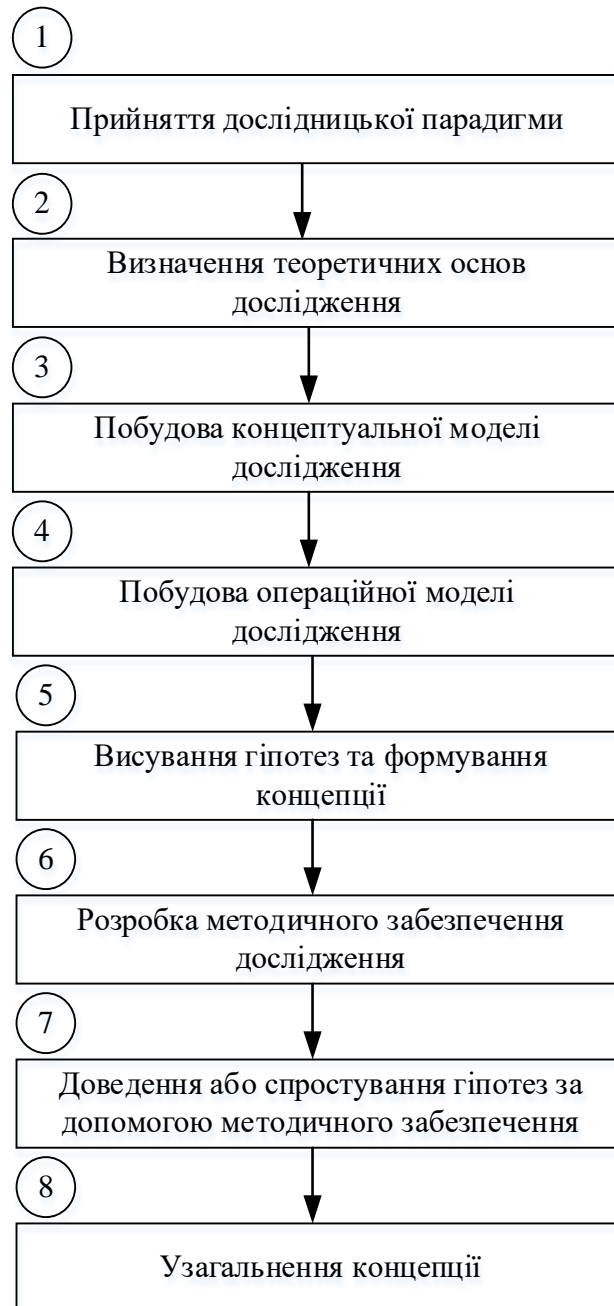 1
Прийняття дослідницької парадигми
2
Визначення теоретичних основ
дослідження
3
Побудова концептуальної моделі
дослідження
4
Побудова операційної моделі
дослідження
5
Висування гіпотез та формування
концепції
6
Розробка методичного забезпечення
дослідження
7
Доведення або спростування гіпотез за
допомогою методичного забезпечення
8
Узагальнення концепції